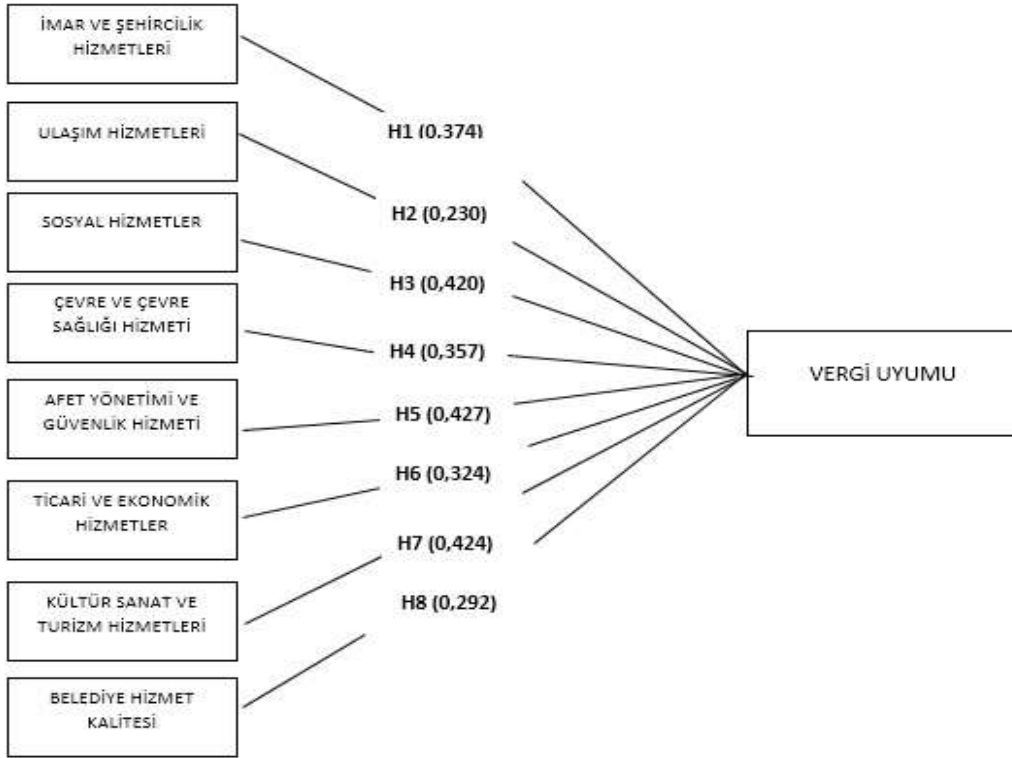 İMAR VE ŞEHİRCİLİK
HİZMETLERİ
ULAŞIM HİZMETLERİ
SOSYAL HİZMETLER
ÇEVRE VE ÇEVRE
SAĞLIĞI HİZMETİ
AFET YÖNETİMİ VE
GÜVENLİK HİZMETİ
TİCARİ VE EKONOMİK
HİZMETLER
KÜLTÜR SANAT VE
TURİZM HİZMETLERİ
BELEDİYE HİZMET
KALİTESİ
H1 (0,374)
H2 (0,230)
H3 (0,420)
H4 (0,357)
H5 (0,427)
H6 (0,324)
H7 (0,424)
H8 (0,292)
VERGİ UYUMU